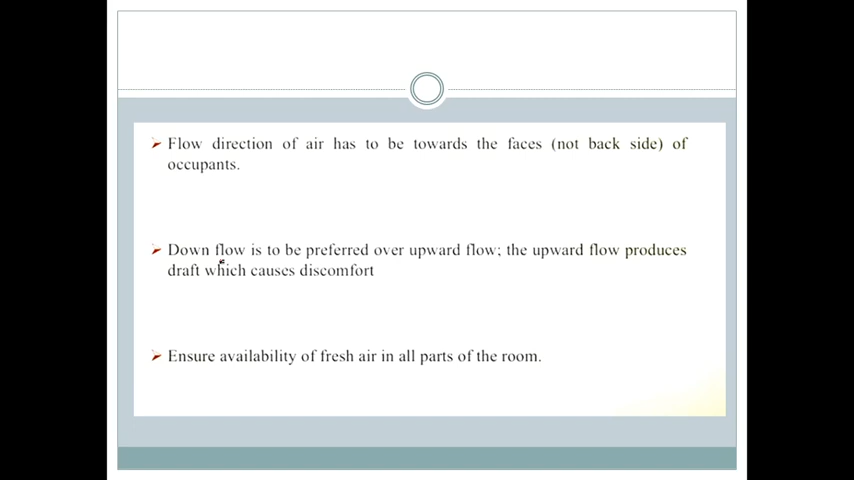 Flow direction of air has to be towards the faces (not back side) of
occupants.
Down flow is to be preferred over upward flow; the upward flow produces
draft which causes discomfort
Ensure availability of fresh air in all parts of the room.